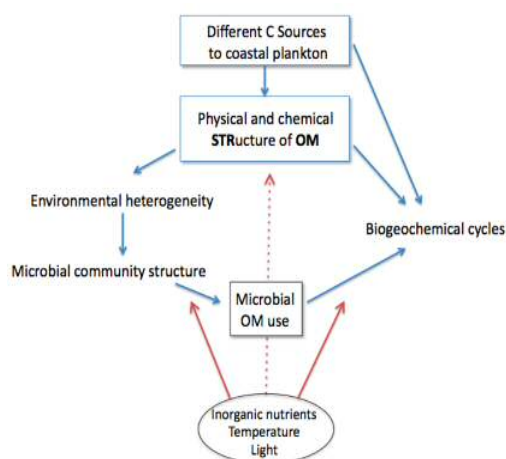 Different C Sources
to coastal plankton
Physical and chemical
STRucture of OM
Environmental heterogeneity
Biogeochemical cycles
Microbial community structure
Microbial
OM use
Inorganic nutrients
Temperature
Light